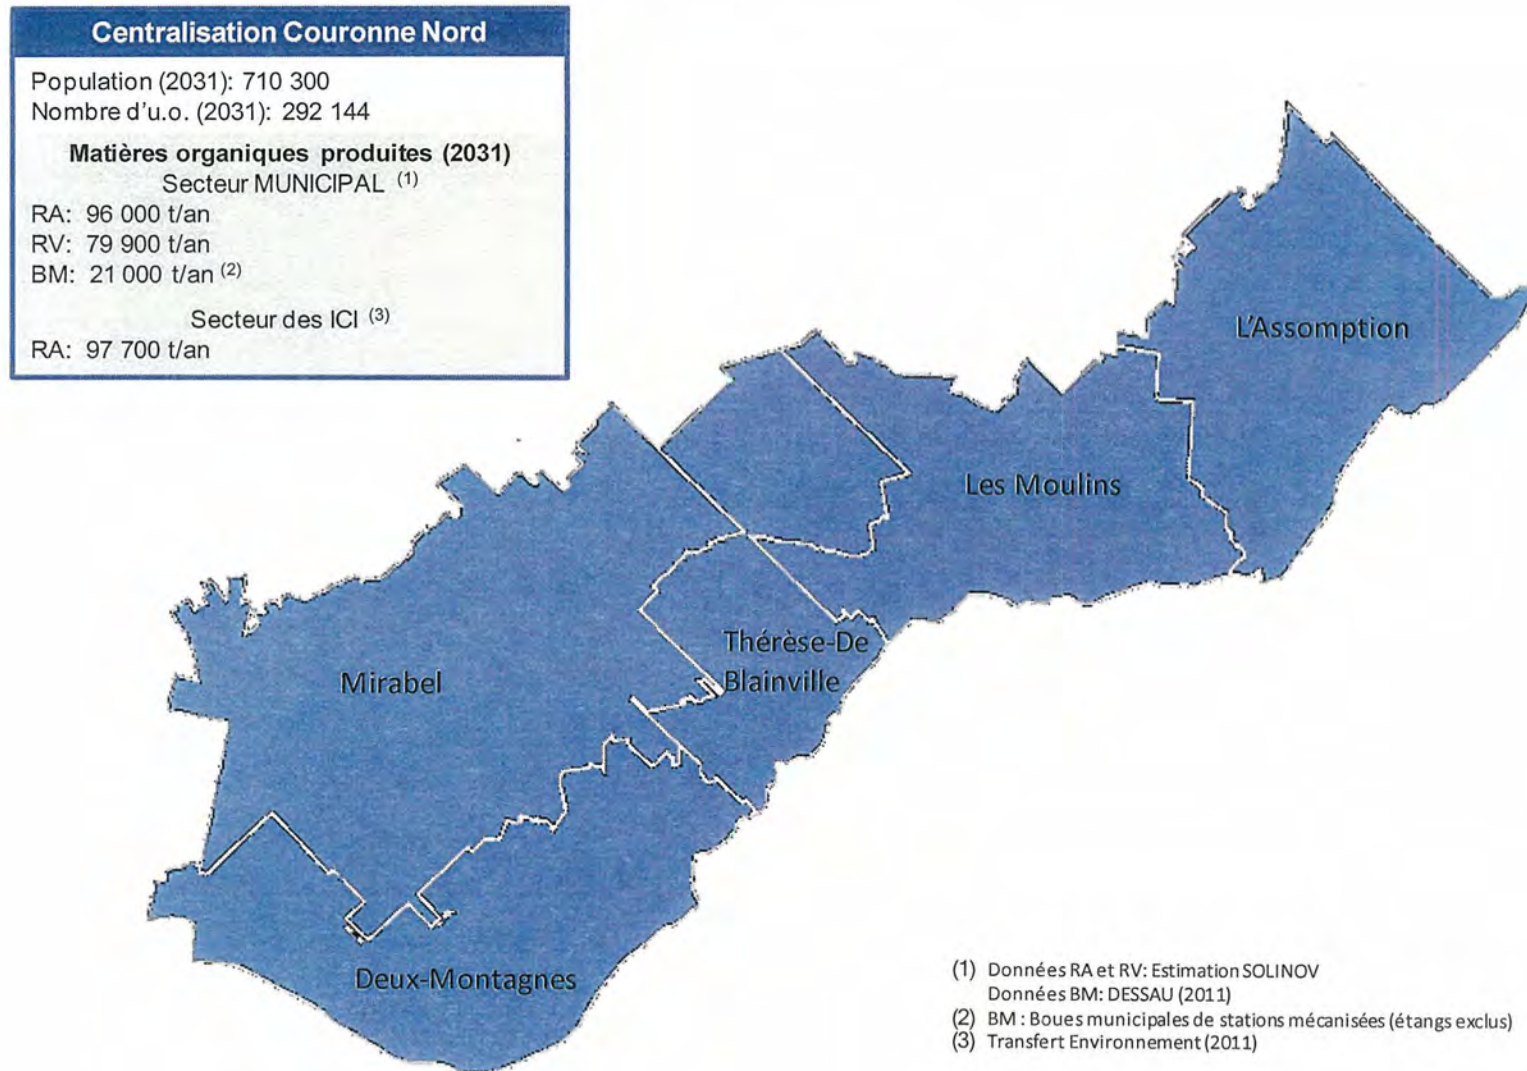 Centralisation Couronne Nord
Population (2031): 710 300
Nombre d'u.o. (2031): 292 144
Matières organiques produites (2031)
Secteur MUNICIPAL (1)
RA: 96 000 t/an
RV: 79 900 t/an
BM: 21 000 t/an (2)
Secteur des ICI (3)
RA: 97 700 t/an
L'Assomption
Les Moulins
Thérèse-De
Blainville
Mirabel
Deux-Montagnes
(1) Données RA et RV: Estimation SOLINOV
Données BM: DESSAU (2011)
(2) BM : Boues municipales de stations mécanisées (étangs exclus)
(3) Transfert Environnement (2011)